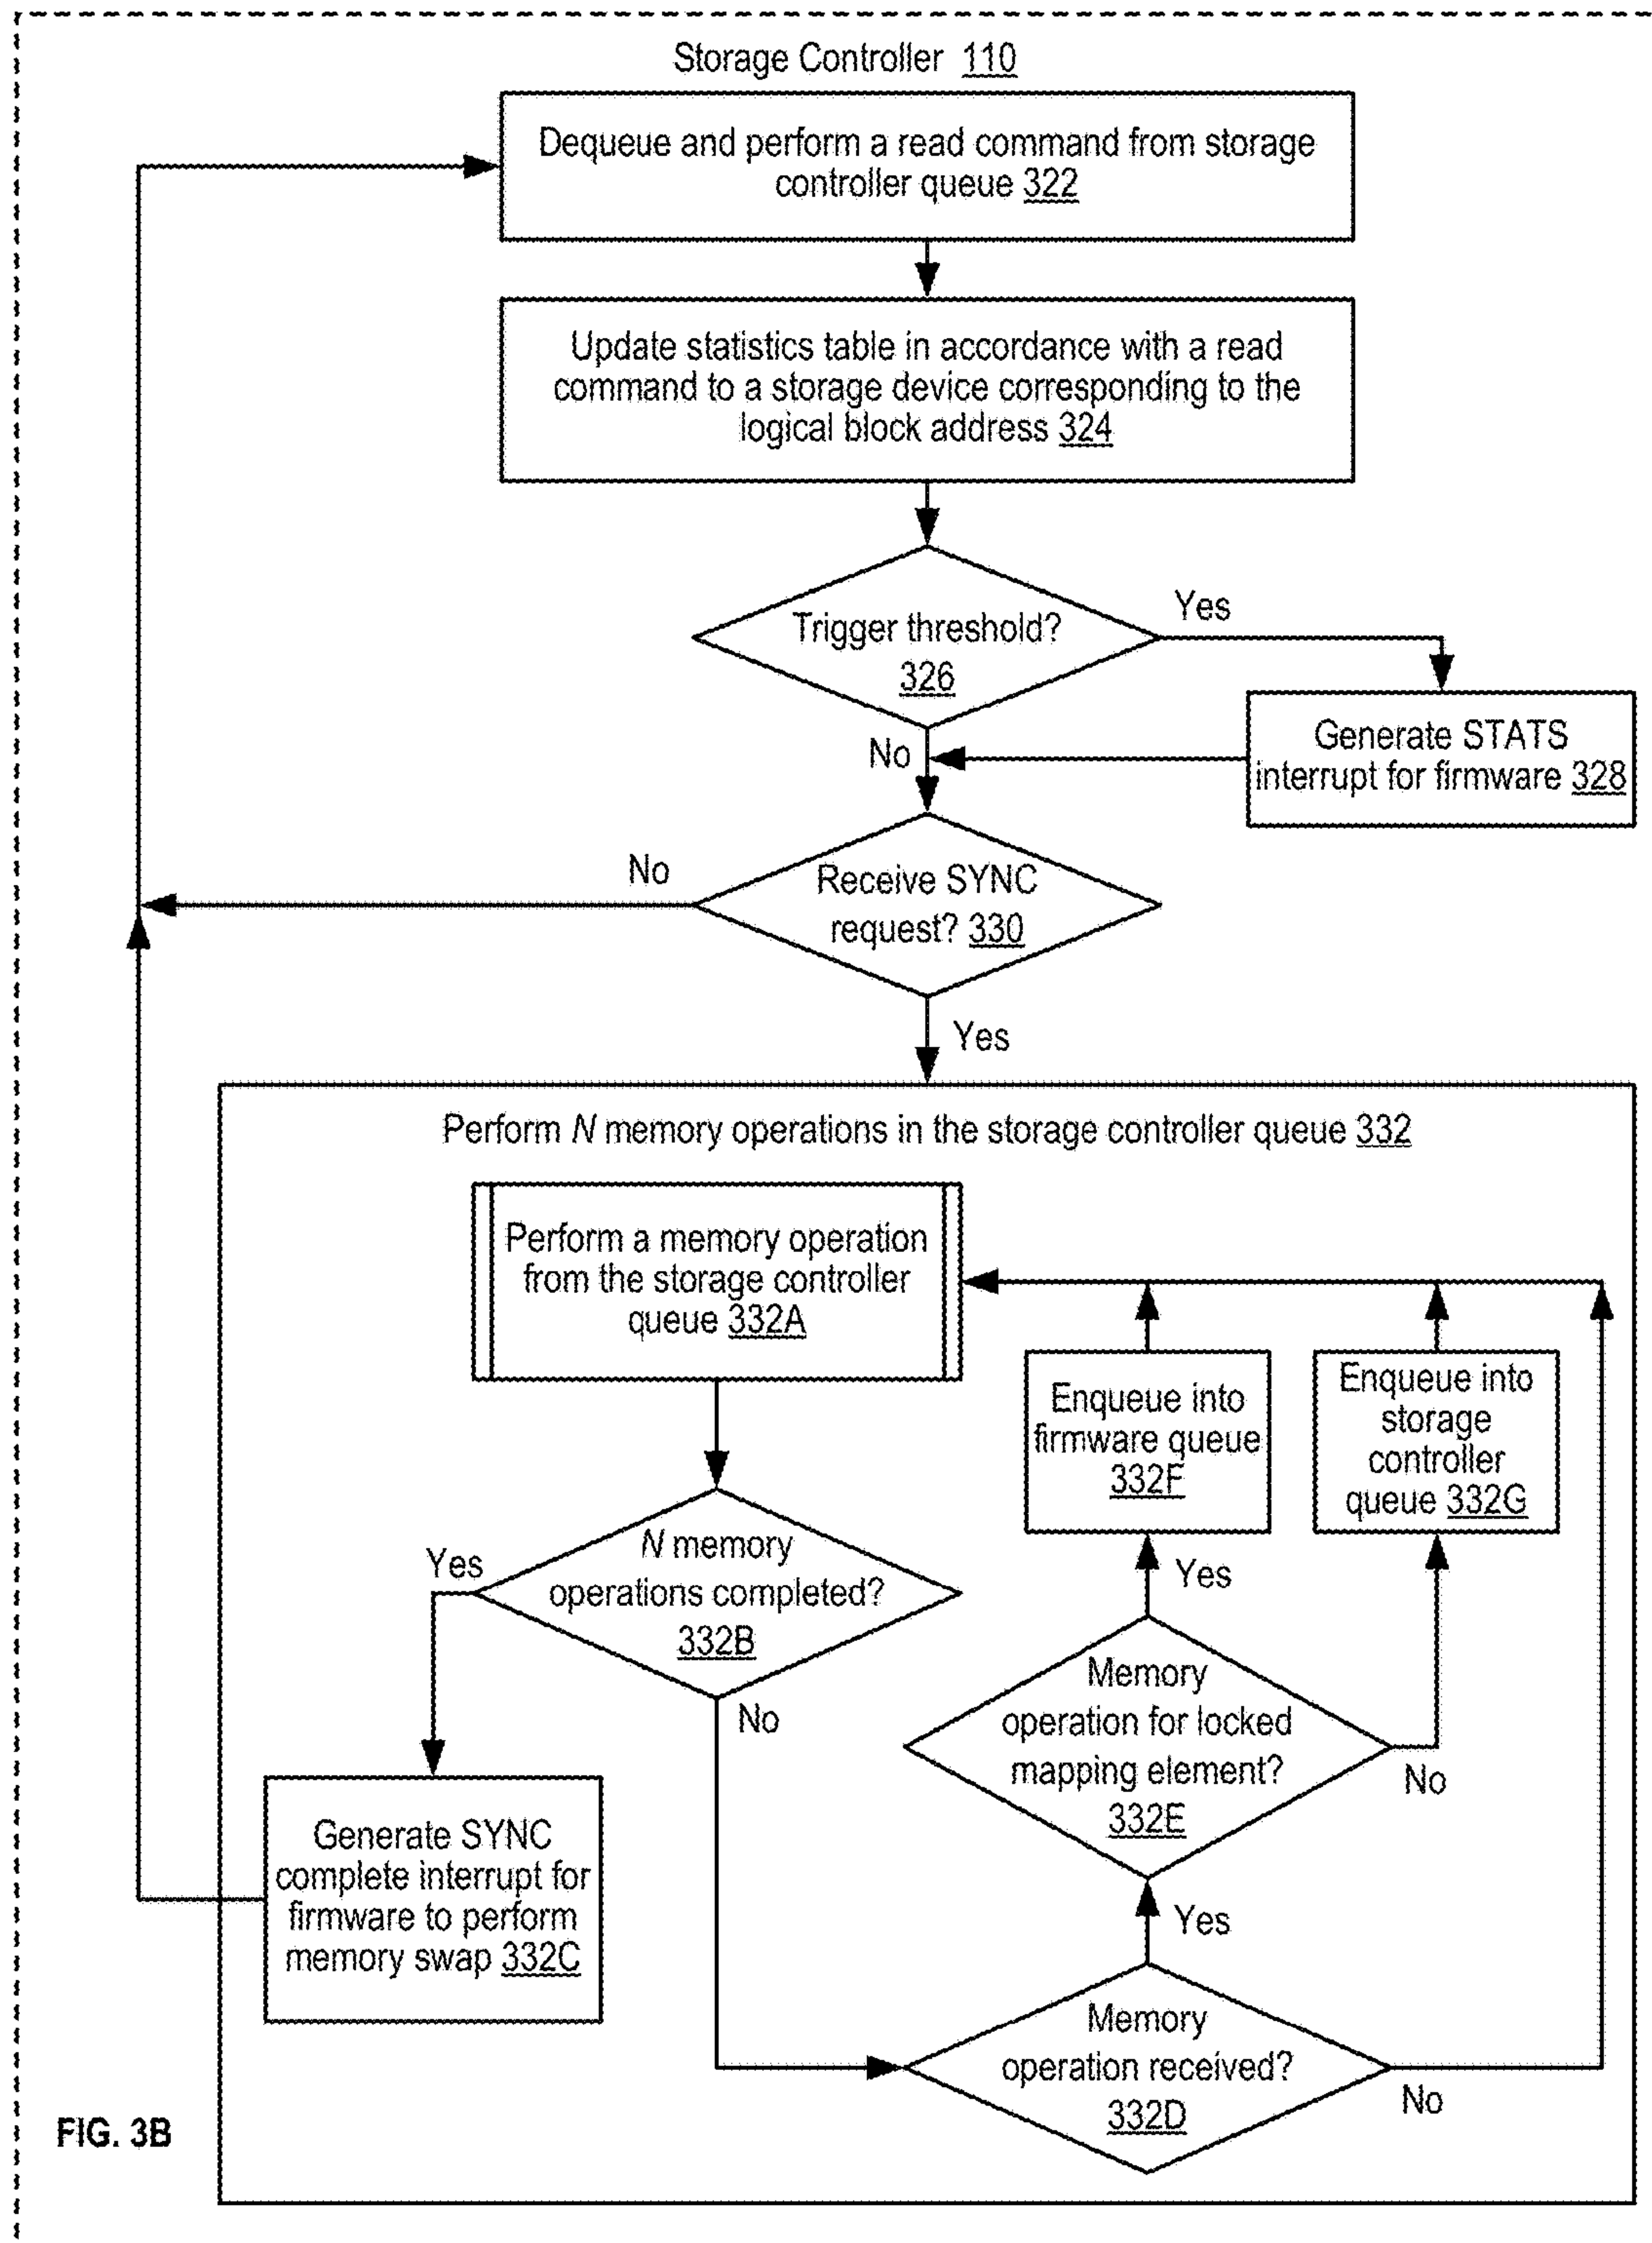 Storage Controller 110
Dequeue and perform a read command from storage
controller queue 322
Update statistics table in accordance with a read
command to a storage device corresponding to the
logical block address 324
Trigger threshold?
326
Yes
No
Generate STATS
interrupt for firmware 328
Receive SYNC
request? 330
No
Yes
Perform N memory operations in the storage controller queue 332
Perform a memory operation
from the storage controller
queue 332A
Enqueue into
firmware queue
332F
Enqueue into
storage
controller
queue 332G
N memory
operations completed?
332B
Yes
No
Yes
Memory
operation for locked
mapping element?
332E
No
Generate SYNC
complete interrupt for
firmware to perform
memory swap 332C
Yes
Memory
operation received?
332D
No
FIG. 3B